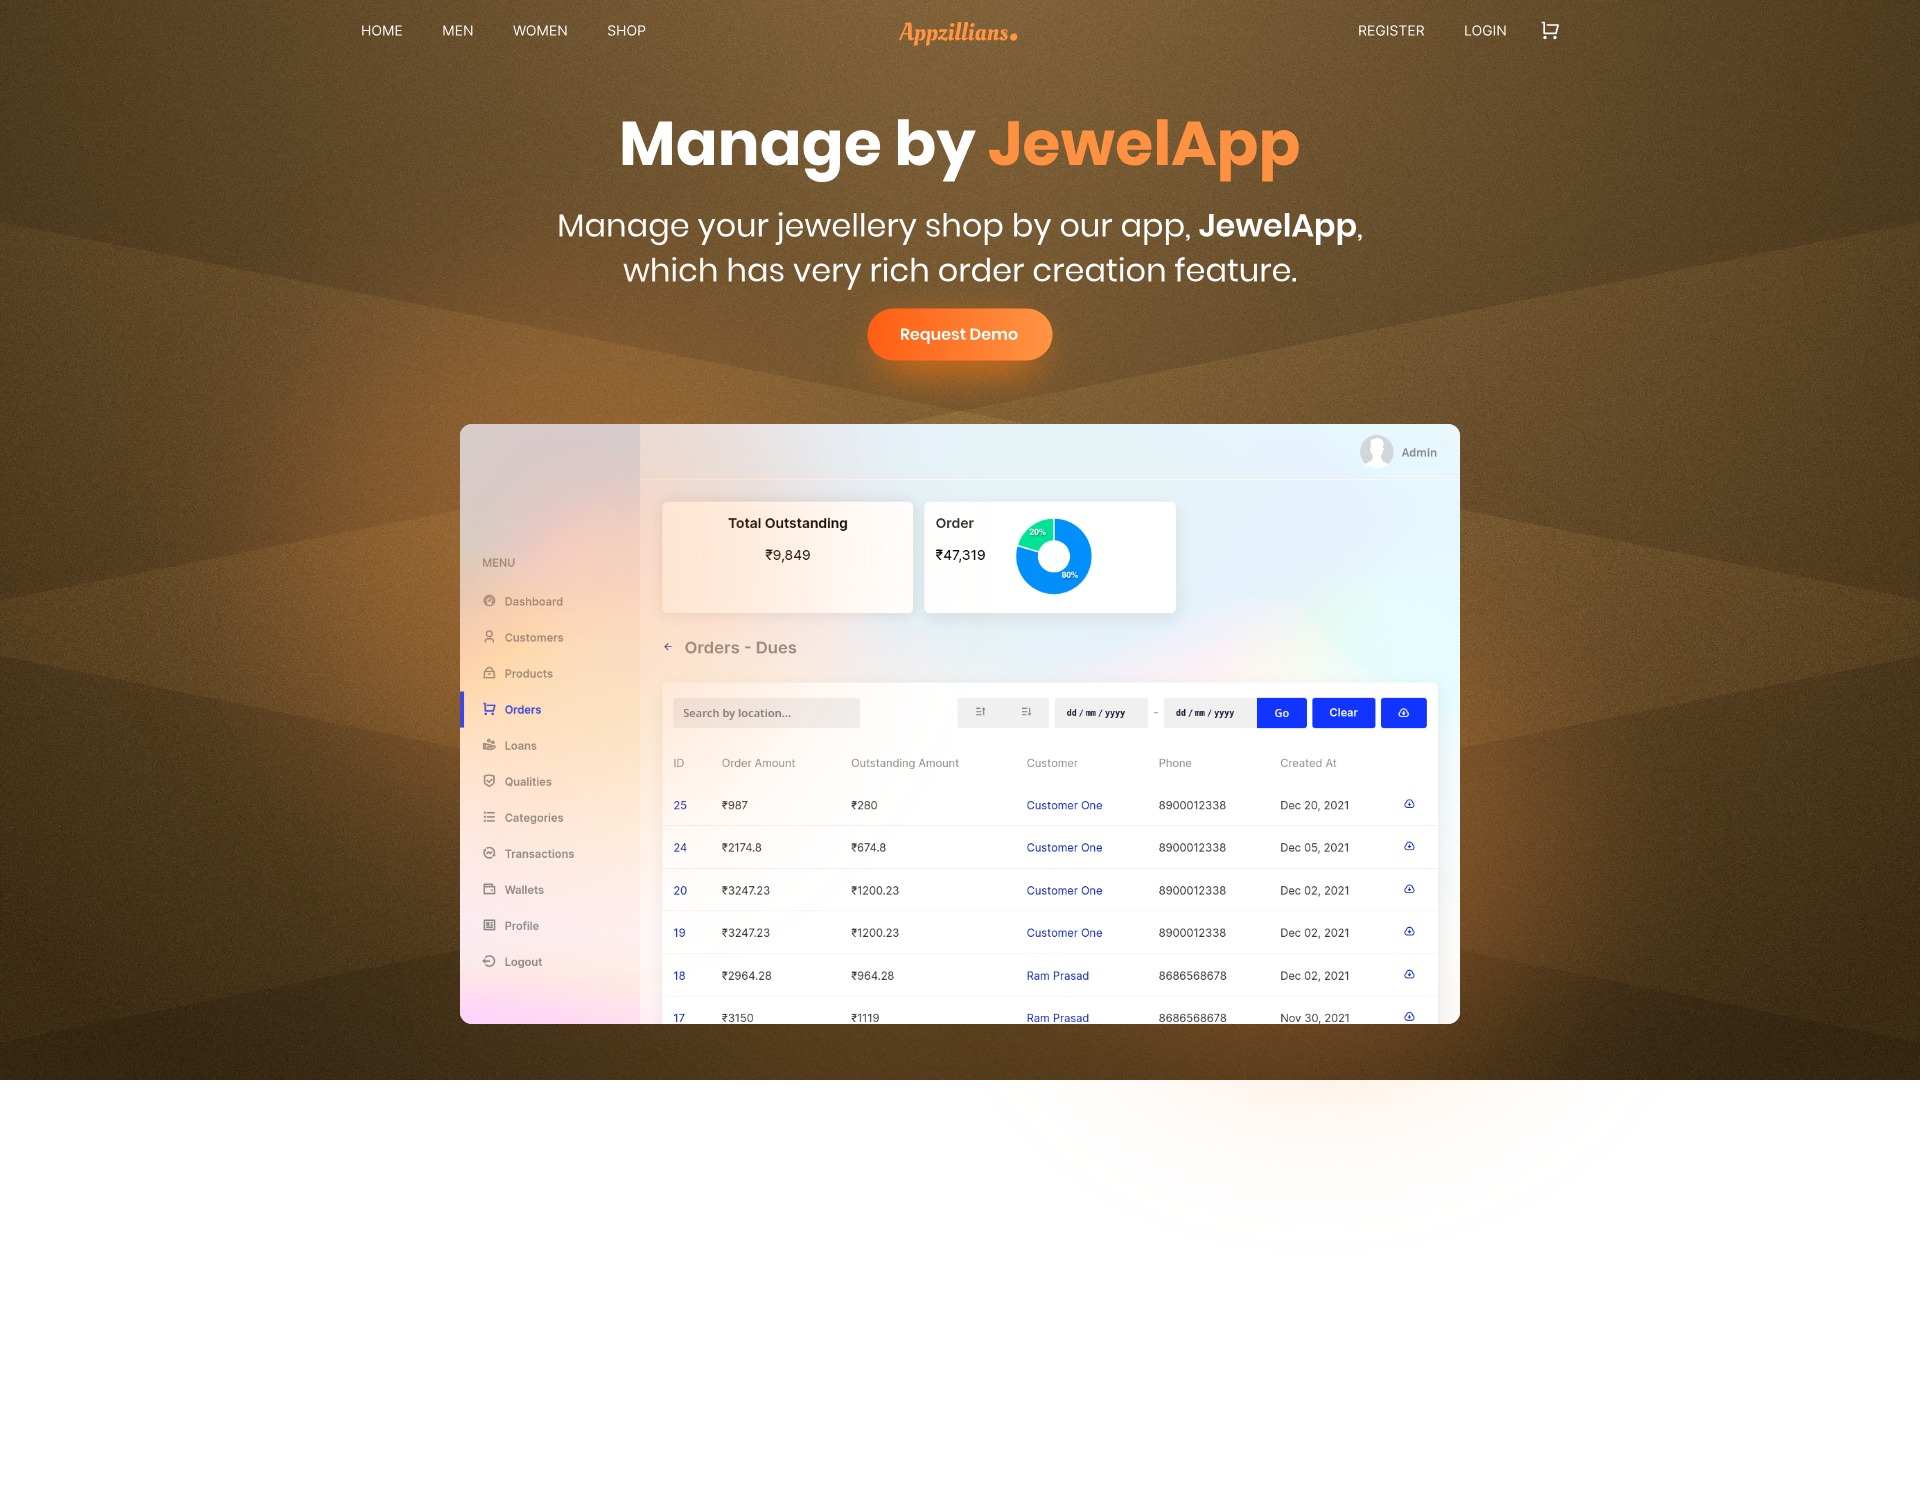 HOME MEN WOMEN SHOP Appzillians. REGISTER LOGIN
Manage by JewelApp
Manage your jewellery shop by our app, JewelApp,
which has very rich order creation feature.
Request Demo
Admin
MENU
Dashboard
Customers
Products
Orders
Loans
Qualities
Categories
Transactions
Wallets
Profile
Logout
Total Outstanding
₹9,849
Order
₹47,319
20%
80%
Orders - Dues
Search by location... dd / mm / yyyy - dd / mm / yyyy Go Clear
ID Order Amount Outstanding Amount Customer Phone Created At
25 ₹987 ₹280 Customer One 8900012338 Dec 20, 2021
24 ₹2174.8 ₹674.8 Customer One 8900012338 Dec 05, 2021
20 ₹3247.23 ₹1200.23 Customer One 8900012338 Dec 02, 2021
19 ₹3247.23 ₹1200.23 Customer One 8900012338 Dec 02, 2021
18 ₹2964.28 ₹964.28 Ram Prasad 8686568678 Dec 02, 2021
17 ₹3150 ₹1119 Ram Prasad 8686568678 Nov 30, 2021